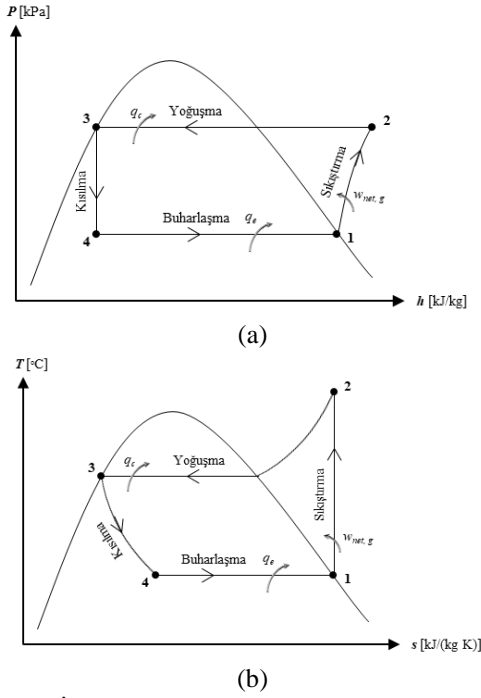 P [kPa]
3
q_c
Yoğuşma
2
Kısılma
Sıkıştırma
w_net, g
Buharlaşma
q_e
4
1
h [kJ/kg]
(a)
T [°C]
2
3
q_c
Yoğuşma
Kısılma
Sıkıştırma
w_net, g
Buharlaşma
q_e
4
1
s [kJ/(kg K)]
(b)